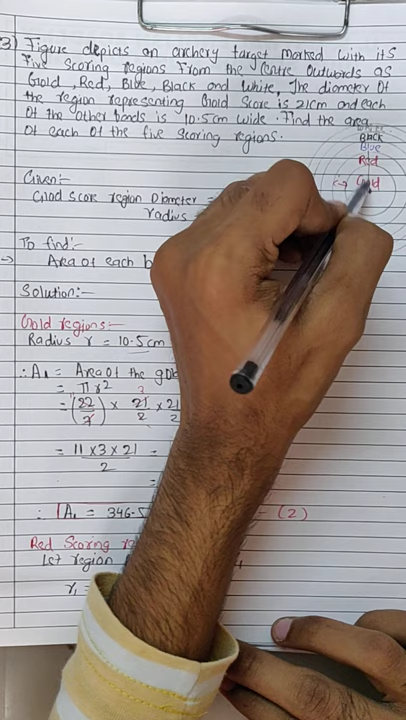 3) Figure depicts an archery target marked with its
Five Scoring regions From the Centre Outwards as
Gold, Red, Blue, Black and White, The diameter Of
the region representing Gold Score is 21cm and each
Of the other bands is 10.5cm wide. Find the area
Of each Of the five scoring regions.
White
Black
Blue
Red
Gold
Given:-
Gold score region Diameter =
radius =
To find:-
→ Area of each b
Solution:-
Gold regions:-
Radius r = 10.5cm
∴ A₁ = Area of the gold
= πr²
= (22/7) × 21/2 × 21/2
3
= 11 × 3 × 21 / 2 =
=
∴ A₁ = 346.5 - (2)
Red Scoring re
Let region
r₁ =